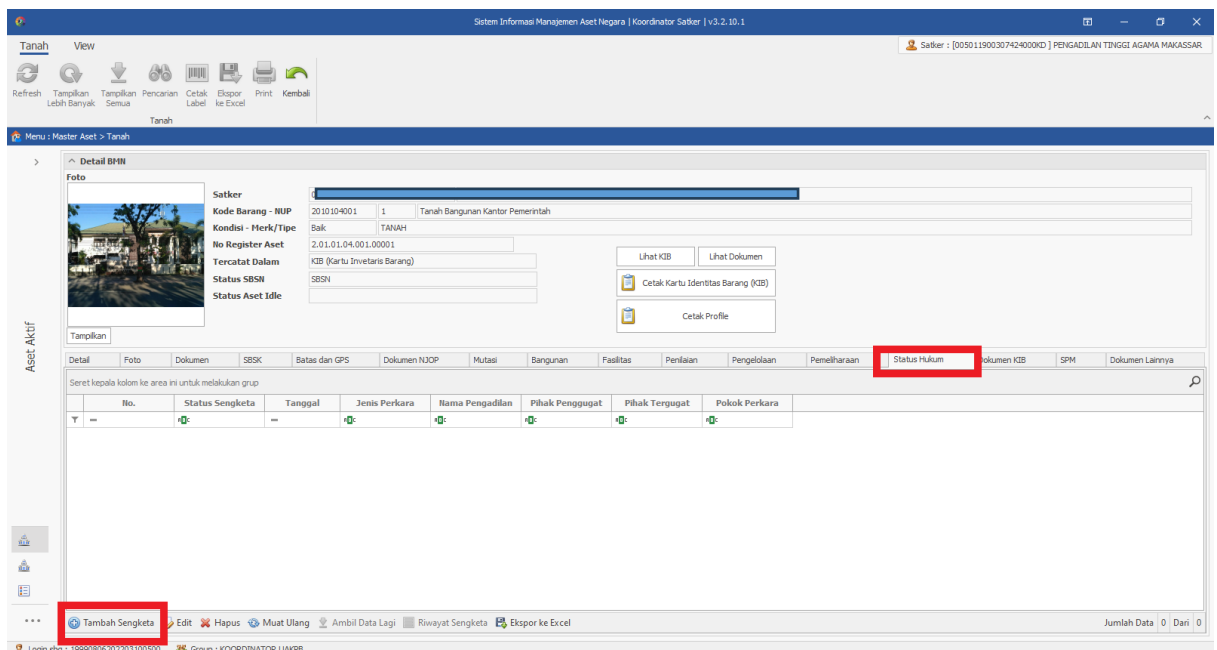 Sistem Informasi Manajemen Aset Negara | Koordinator Satker | v3.2.10.1
Tanah View
Satker : [005011900307424000KD ] PENGADILAN TINGGI AGAMA MAKASSAR
Refresh Tampilkan Lebih Banyak Tampilkan Semua Pencarian Cetak Label Ekspor ke Excel Print Kembali
Tanah
Menu : Master Aset > Tanah
Detail BMN
Foto
Satker
Kode Barang - NUP 2010104001 1 Tanah Bangunan Kantor Pemerintah
Kondisi - Merk/Tipe Baik TANAH
No Register Aset 2.01.01.04.001.00001
Tercatat Dalam KIB (Kartu Invetaris Barang)
Status SBSN SBSN
Status Aset Idle
Lihat KIB Lihat Dokumen
Cetak Kartu Identitas Barang (KIB)
Cetak Profile
Tampilkan
Aset Aktif
Detail Foto Dokumen SBSK Batas dan GPS Dokumen NJOP Mutasi Bangunan Fasilitas Penilaian Pengelolaan Pemeliharaan Status Hukum Dokumen KIB SPM Dokumen Lainnya
Seret kepala kolom ke area ini untuk melakukan grup
No. Status Sengketa Tanggal Jenis Perkara Nama Pengadilan Pihak Penggugat Pihak Tergugat Pokok Perkara
Tambah Sengketa Edit Hapus Muat Ulang Ambil Data Lagi Riwayat Sengketa Ekspor ke Excel Jumlah Data 0 Dari 0